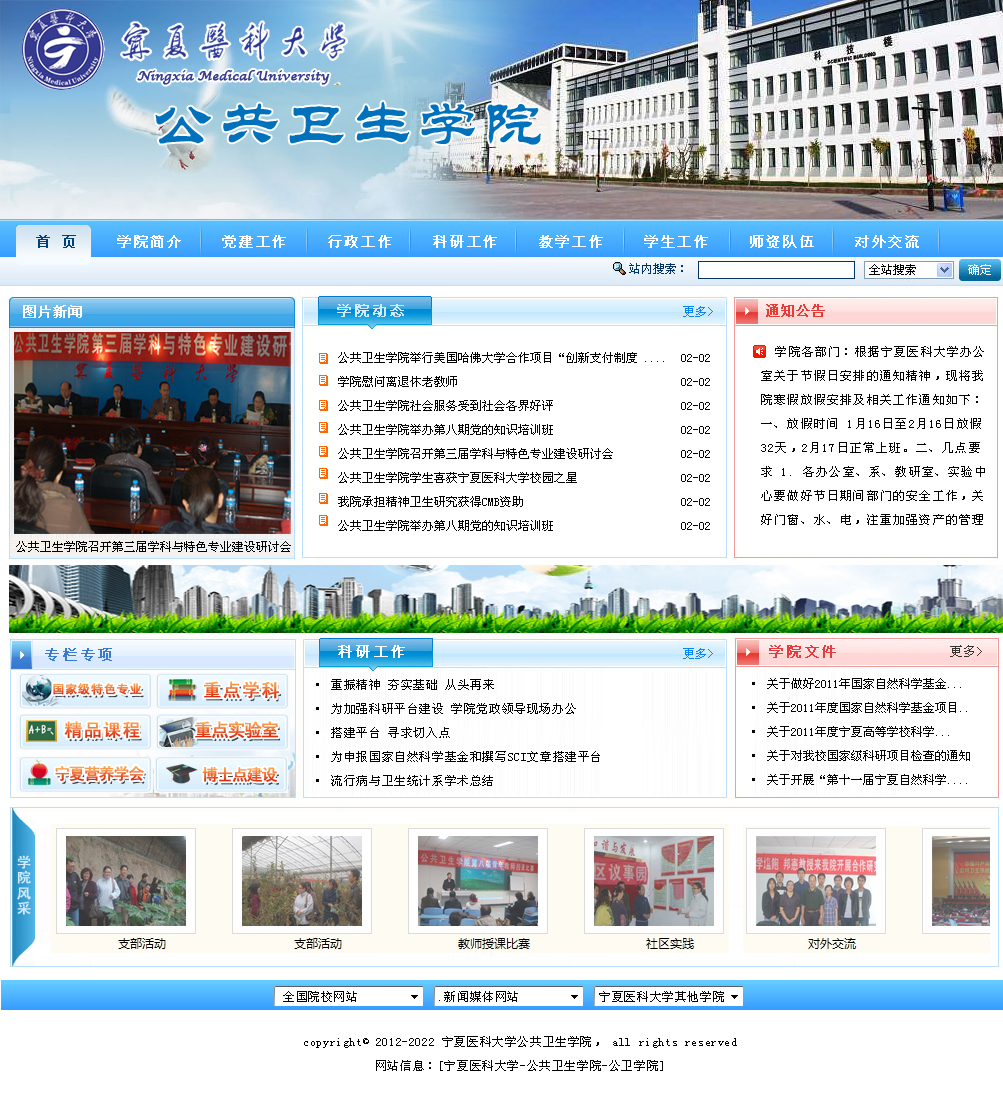 宁夏医科大学
Ningxia Medical University
公共卫生学院
科技楼
SCIENTIFIC BUILDING
首 页 学院简介 党建工作 行政工作 科研工作 教学工作 学生工作 师资队伍 对外交流
站内搜索： 全站搜索 确定
图片新闻
公共卫生学院第三届学科与特色专业建设研讨
公共卫生学院召开第三届学科与特色专业建设研讨会
学院动态 更多>
公共卫生学院举行美国哈佛大学合作项目“创新支付制度 .... 02-02
学院慰问离退休老教师 02-02
公共卫生学院社会服务受到社会各界好评 02-02
公共卫生学院举办第八期党的知识培训班 02-02
公共卫生学院召开第三届学科与特色专业建设研讨会 02-02
公共卫生学院学生喜获宁夏医科大学校园之星 02-02
我院承担精神卫生研究获得CMB资助 02-02
公共卫生学院举办第八期党的知识培训班 02-02
通知公告
学院各部门：根据宁夏医科大学办公
室关于节假日安排的通知精神，现将我
院寒假放假安排及相关工作通知如下：
一、放假时间 1月16日至2月16日放假
32天，2月17日正常上班。二、几点要
求 1. 各办公室、系、教研室、实验中
心要做好节日期间部门的安全工作，关
好门窗、水、电，注重加强资产的管理
专栏专项
国家级特色专业 重点学科
A+B 精品课程 重点实验室
宁夏营养学会 博士点建设
科研工作 更多>
重振精神 夯实基础 从头再来
为加强科研平台建设 学院党政领导现场办公
搭建平台 寻求切入点
为申报国家自然科学基金和撰写SCI文章搭建平台
流行病与卫生统计系学术总结
学院文件 更多>
关于做好2011年国家自然科学基金...
关于2011年度国家自然科学基金项目..
关于2011年度宁夏高等学校科学...
关于对我校国家级科研项目检查的通知
关于开展“第十一届宁夏自然科学....
学院风采
支部活动 支部活动 教师授课比赛 社区实践 对外交流
全国院校网站 .新闻媒体网站 宁夏医科大学其他学院
copyright© 2012-2022 宁夏医科大学公共卫生学院， all rights reserved
网站信息：[宁夏医科大学-公共卫生学院-公卫学院]